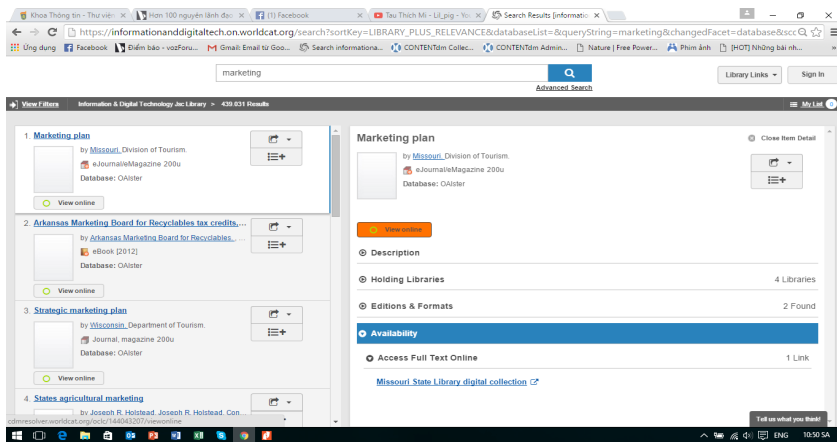 Khoa Thông tin - Thư viện
Hơn 100 nguyên lãnh đạo
(1) Facebook
Tau Thích Mi - Lil_pig - Yo
Search Results [informatio
https://informationanddigitaltech.on.worldcat.org/search?sortKey=LIBRARY_PLUS_RELEVANCE&databaseList=&queryString=marketing&changedFacet=database&scc
Ứng dụng Facebook Điểm báo - vozForu... Gmail: Email từ Goo... Search informationa... CONTENTdm Collec... CONTENTdm Admin... Nature | Free Power... Phim ảnh [HOT] Những bài nh... »
marketing
Advanced Search
Library Links
Sign In
View Filters Information & Digital Technology Jsc Library > 439.031 Results
My List 0
1. Marketing plan
by Missouri. Division of Tourism.
eJournal/eMagazine 200u
Database: OAIster
View online
2. Arkansas Marketing Board for Recyclables tax credits,...
by Arkansas Marketing Board for Recyclables. , ...
eBook [2012]
Database: OAIster
View online
3. Strategic marketing plan
by Wisconsin. Department of Tourism.
Journal, magazine 200u
Database: OAIster
View online
4. States agricultural marketing
by Joseph R. Holstead, Joseph R. Holstead, Con...
cdmresolver.worldcat.org/oclc/144043207/viewonline
Marketing plan
Close Item Detail
by Missouri. Division of Tourism.
eJournal/eMagazine 200u
Database: OAIster
View online
Description
Holding Libraries 4 Libraries
Editions & Formats 2 Found
Availability
Access Full Text Online 1 Link
Missouri State Library digital collection
Tell us what you think!
ENG 10:50 SA